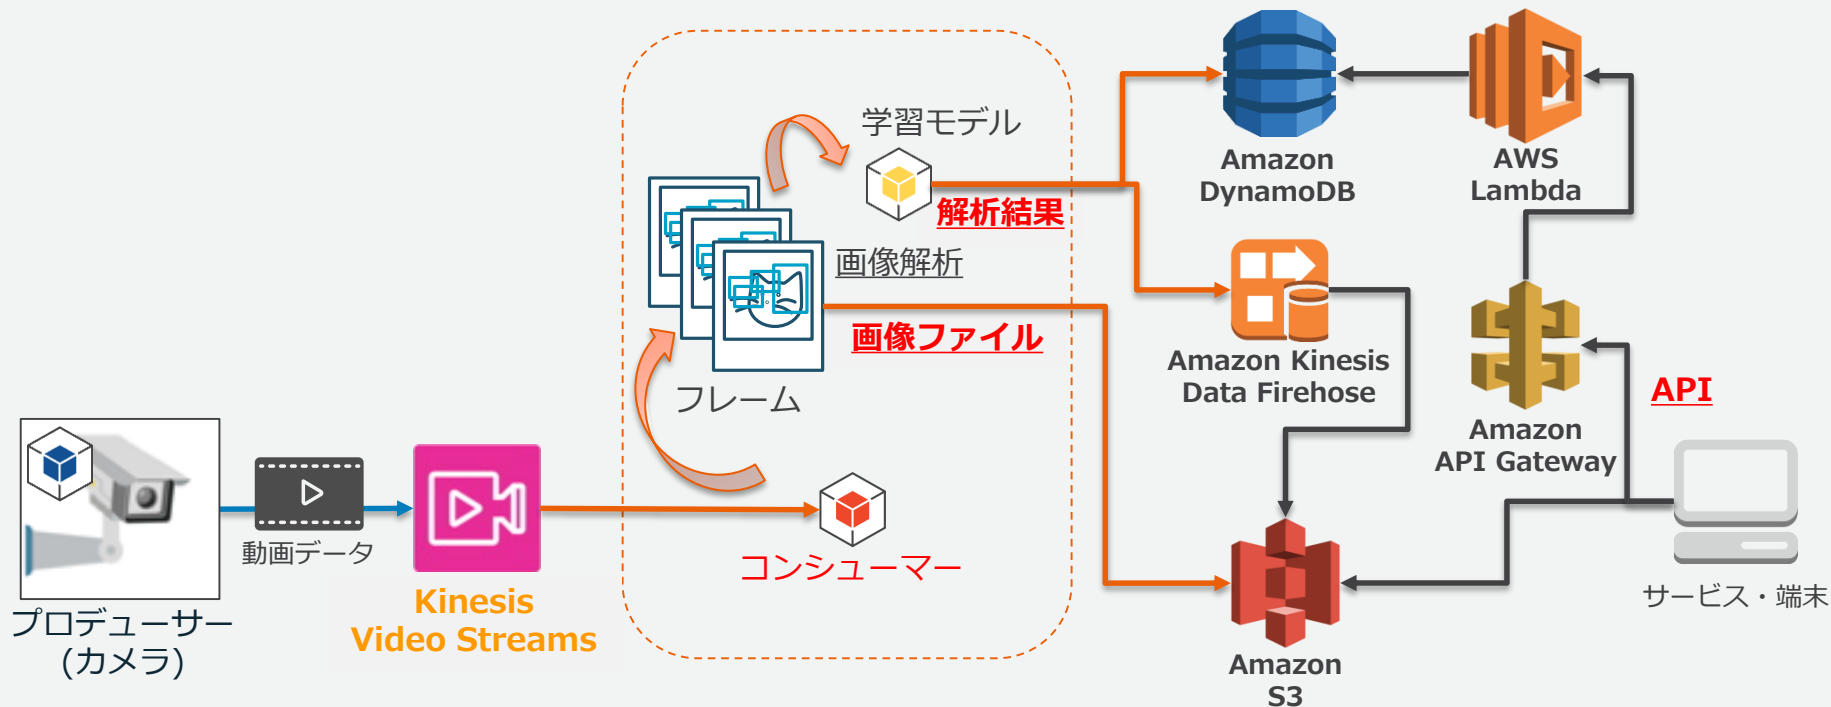 学習モデル
解析結果
画像解析
画像ファイル
フレーム
コンシューマー
動画データ
プロデューサー
(カメラ)
Kinesis
Video Streams
Amazon
DynamoDB
AWS
Lambda
Amazon Kinesis
Data Firehose
Amazon
API Gateway
API
サービス・端末
Amazon
S3